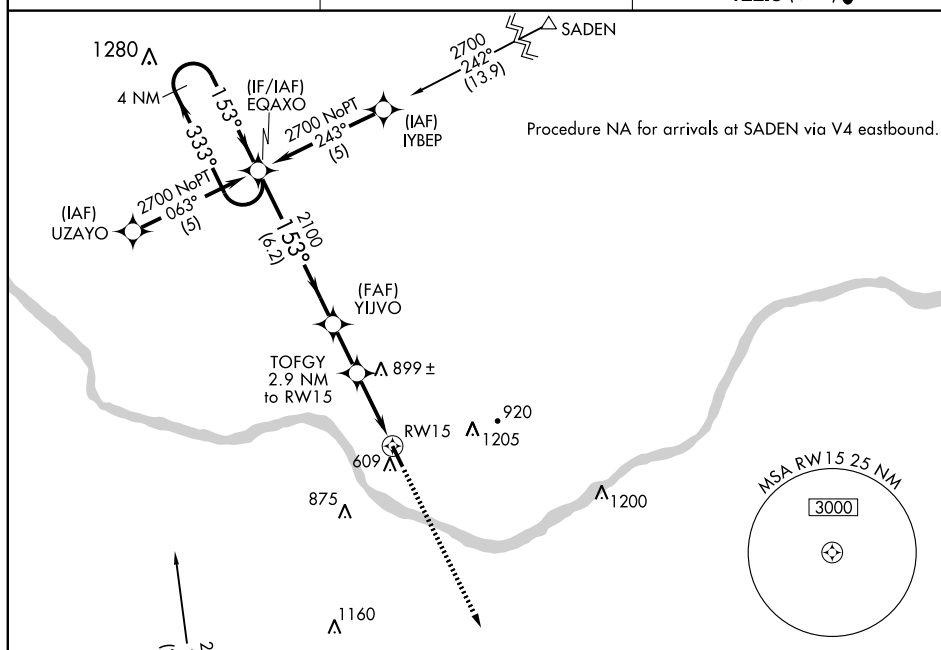 SADEN
2700
242°
(13.9)
1280
4 NM
153°
333°
(IF/IAF)
EQAXO
2700 NoPT
243°
(5)
(IAF)
IYBEP
Procedure NA for arrivals at SADEN via V4 eastbound.
2700 NoPT
063°
(5)
(IAF)
UZAYO
2100
153°
(6.2)
(FAF)
YIJVO
TOFGY
2.9 NM
to RW15
899 ±
920
1205
RW15
609
875
1200
MSA RW15 25 NM
3000
1160